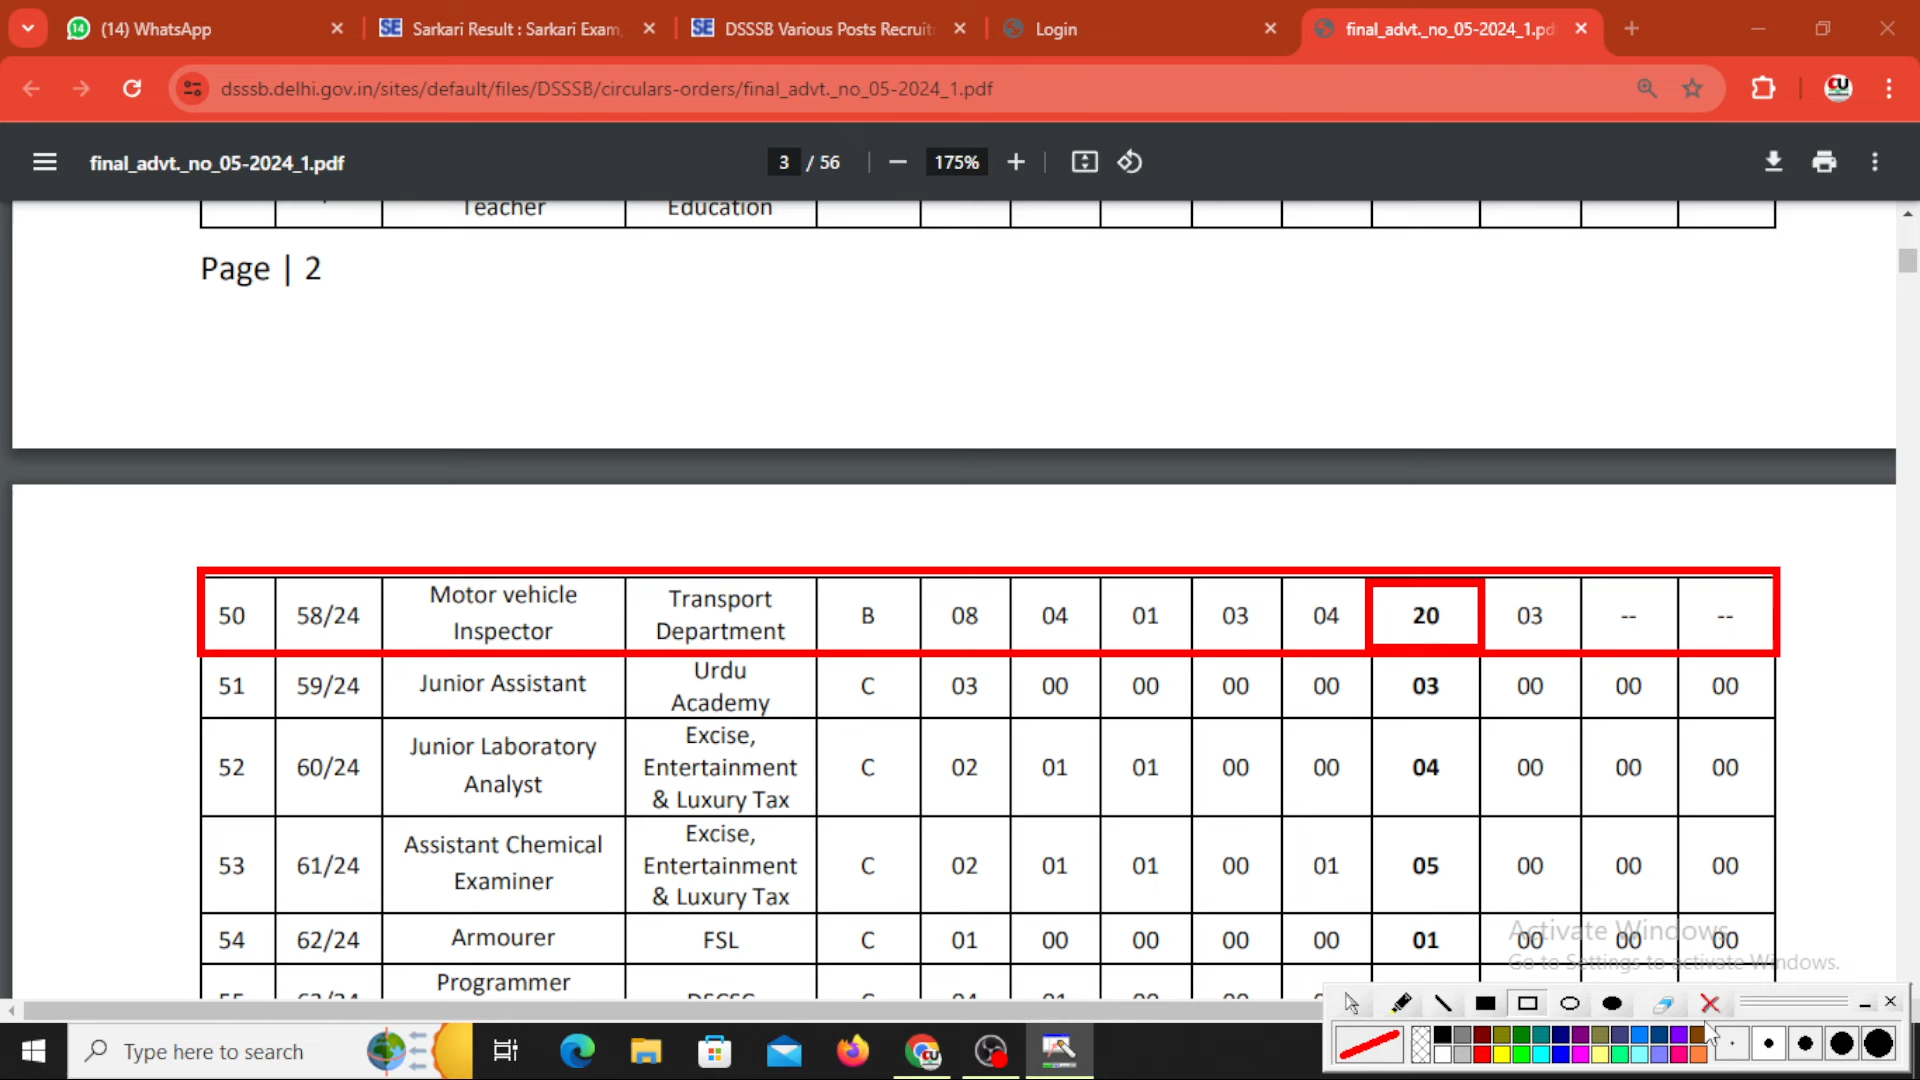 (14) WhatsApp
Sarkari Result : Sarkari Exam,
DSSSB Various Posts Recruit
Login
final_advt._no_05-2024_1.pd
dsssb.delhi.gov.in/sites/default/files/DSSSB/circulars-orders/final_advt._no_05-2024_1.pdf
final_advt._no_05-2024_1.pdf
3 / 56
175%
Teacher Education
Page | 2
50 58/24 Motor vehicle Inspector Transport Department B 08 04 01 03 04 20 03 -- --
51 59/24 Junior Assistant Urdu Academy C 03 00 00 00 00 03 00 00 00
52 60/24 Junior Laboratory Analyst Excise, Entertainment & Luxury Tax C 02 01 01 00 00 04 00 00 00
53 61/24 Assistant Chemical Examiner Excise, Entertainment & Luxury Tax C 02 01 01 00 01 05 00 00 00
54 62/24 Armourer FSL C 01 00 00 00 00 01 00 00 00
Programmer
Activate Windows
Go to Settings to activate Windows.
Type here to search